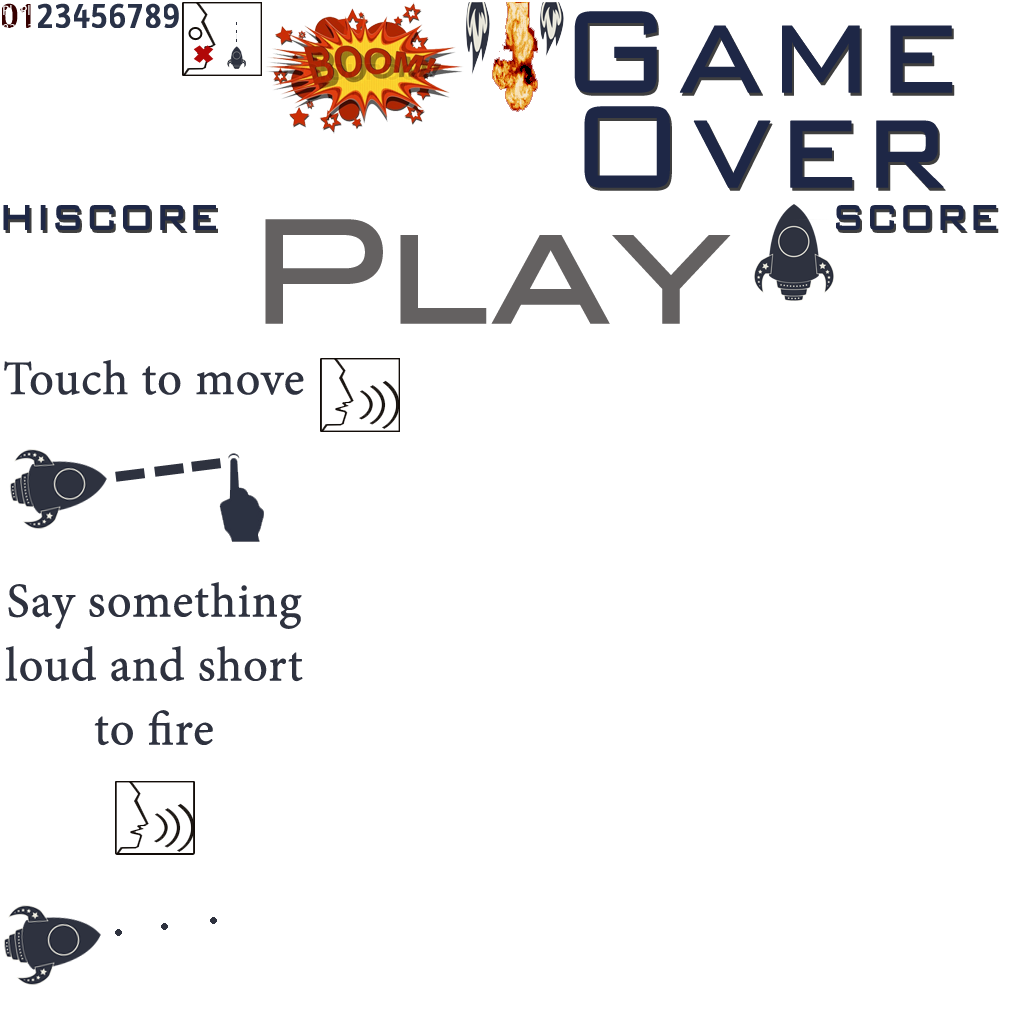 0123456789
BOOM!
GAME
OVER
HISCORE
PLAY
SCORE
Touch to move
Say something
loud and short
to fire